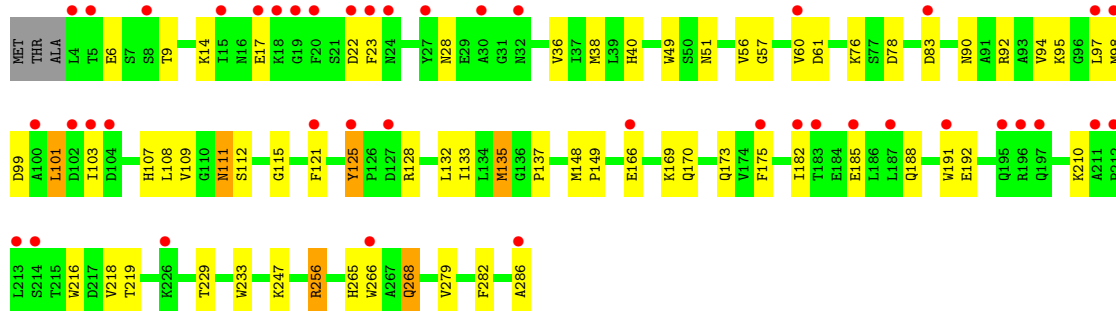 MET THR ALA L4 T5 E6 S7 S8 T9 K14 I15 N16 E17 K18 G19 F20 S21 D22 F23 N24 Y27 N28 E29 A30 G31 N32 V36 I37 M38 L39 H40 W49 S50 N51 V56 G57 V60 D61 K76 S77 D78 D83 N90 A91 R92 A93 V94 K95 G96 L97 M98
D99 A100 L101 D102 I103 D104 H107 L108 V109 G110 N111 S112 G115 F121 Y125 P126 D127 R128 L132 I133 V134 M135 G136 P137 M148 P149 E166 K169 Q170 Q173 V174 F175 I182 T183 E184 E185 L186 L187 Q188 W191 E192 Q195 R196 Q197 K210 A211
L213 S214 T215 W216 D217 V218 T219 K226 T229 W233 K247 R256 H265 W266 A267 Q268 V279 F282 A286